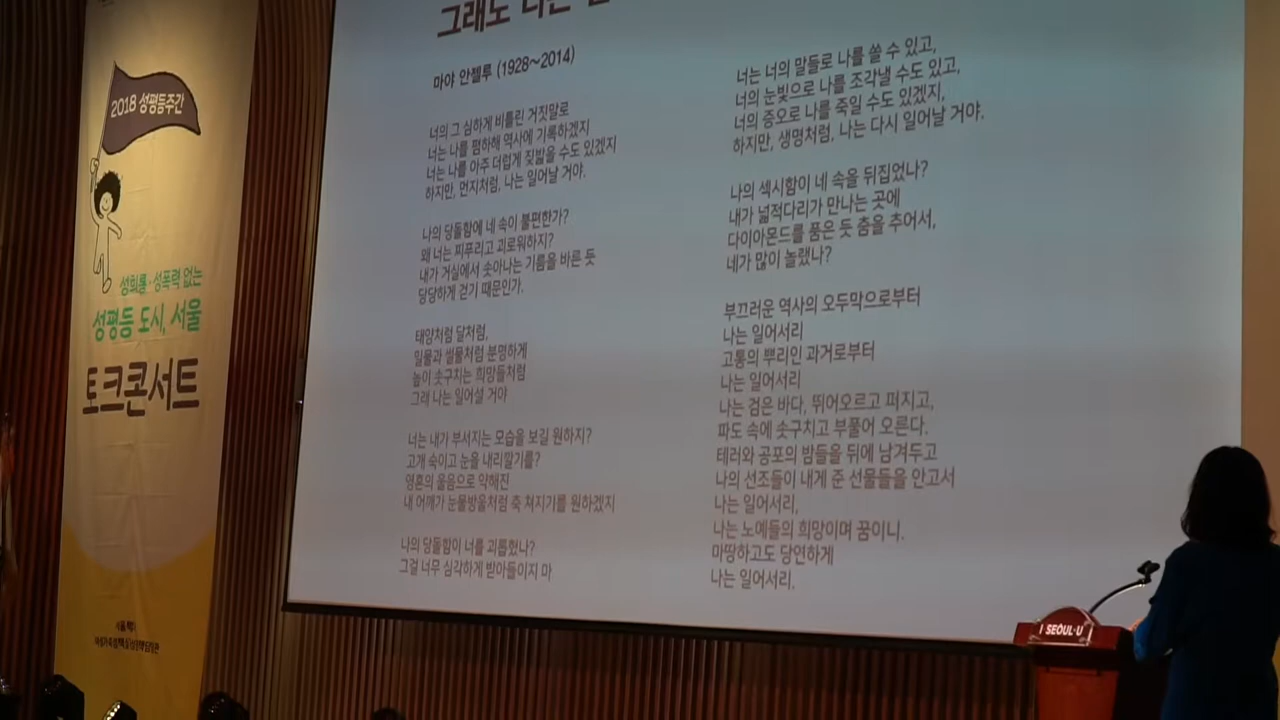 2018 성평등주간
성희롱·성폭력 없는
성평등 도시, 서울
토크콘서트
그래도 나는
마야 안젤루 (1928~2014)
너의 그 심하게 비틀린 거짓말로
너는 나를 폄하해 역사에 기록하겠지
너는 나를 아주 더럽게 짓밟을 수도 있겠지
하지만, 먼지처럼, 나는 일어날 거야.
나의 당돌함에 네 속이 불편한가?
왜 너는 찌푸리고 괴로워하지?
내가 거실에서 솟아나는 기름을 바른 듯
당당하게 걷기 때문인가.
태양처럼 달처럼,
밀물과 썰물처럼 분명하게
높이 솟구치는 희망들처럼
그래 나는 일어설 거야
너는 내가 부서지는 모습을 보길 원하지?
고개 숙이고 눈을 내리깔기를?
영혼의 울음으로 약해진
내 어깨가 눈물방울처럼 축 쳐지기를 원하겠지
나의 당돌함이 너를 괴롭혔나?
그걸 너무 심각하게 받아들이지 마
너는 너의 말들로 나를 쏠 수 있고,
너의 눈빛으로 나를 조각낼 수도 있고,
너의 증오로 나를 죽일 수도 있겠지,
하지만, 생명처럼, 나는 다시 일어날 거야.
나의 섹시함이 네 속을 뒤집었나?
내가 넓적다리가 만나는 곳에
다이아몬드를 품은 듯 춤을 추어서,
네가 많이 놀랬나?
부끄러운 역사의 오두막으로부터
나는 일어서리
고통의 뿌리인 과거로부터
나는 일어서리
나는 검은 바다, 뛰어오르고 퍼지고,
파도 속에 솟구치고 부풀어 오른다.
테러와 공포의 밤들을 뒤에 남겨두고
나의 선조들이 내게 준 선물들을 안고서
나는 일어서리,
나는 노예들의 희망이며 꿈이니.
마땅하고도 당연하게
나는 일어서리.
I SEOUL·U